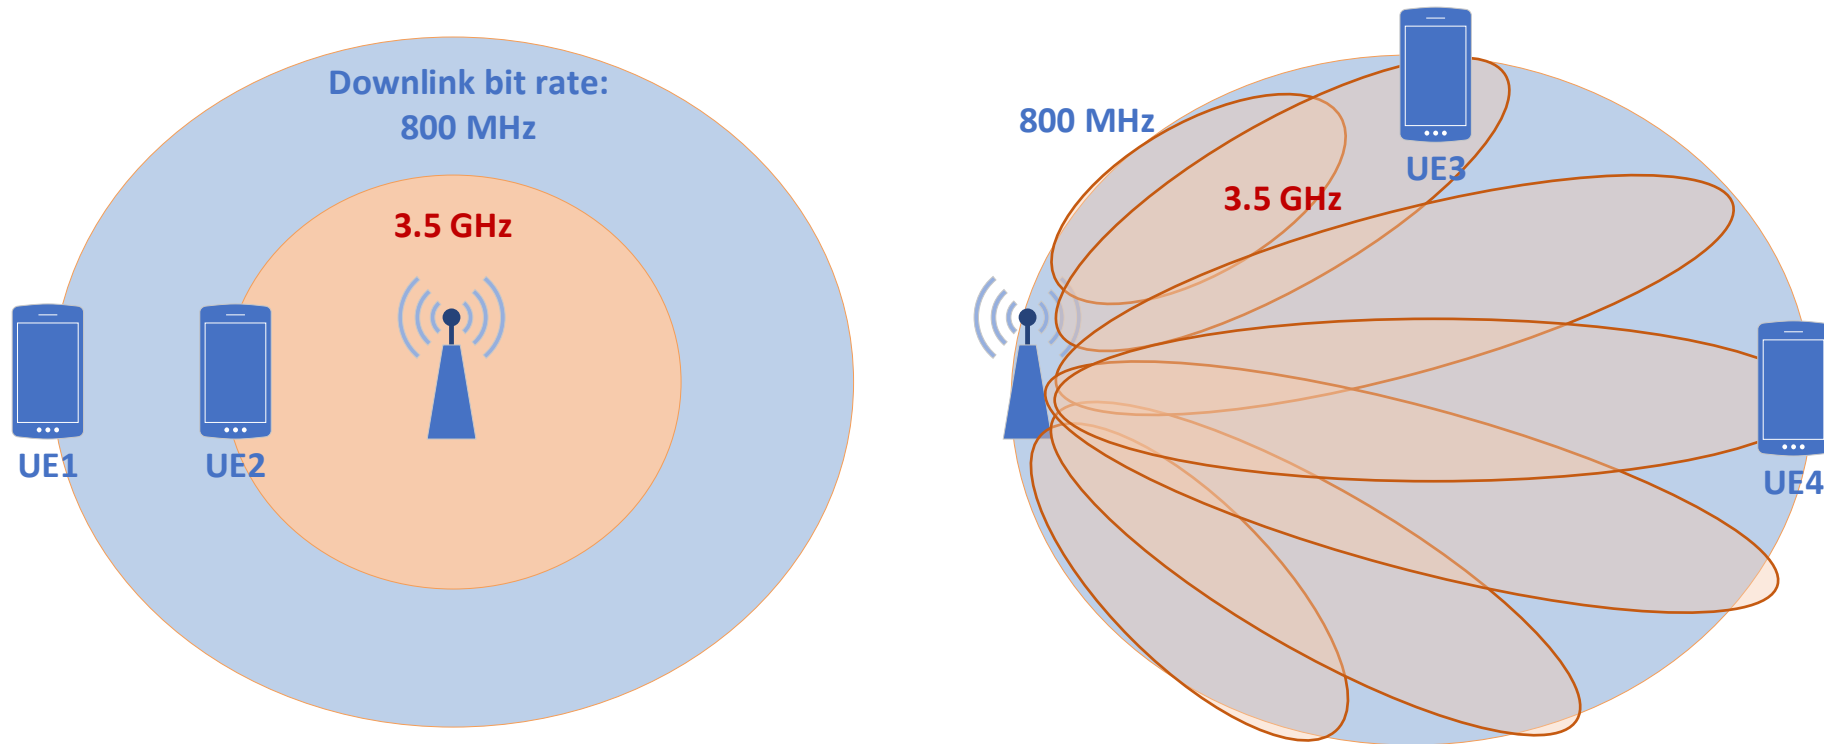 Downlink bit rate:
800 MHz
3.5 GHz
UE1
UE2
800 MHz
3.5 GHz
UE3
UE4